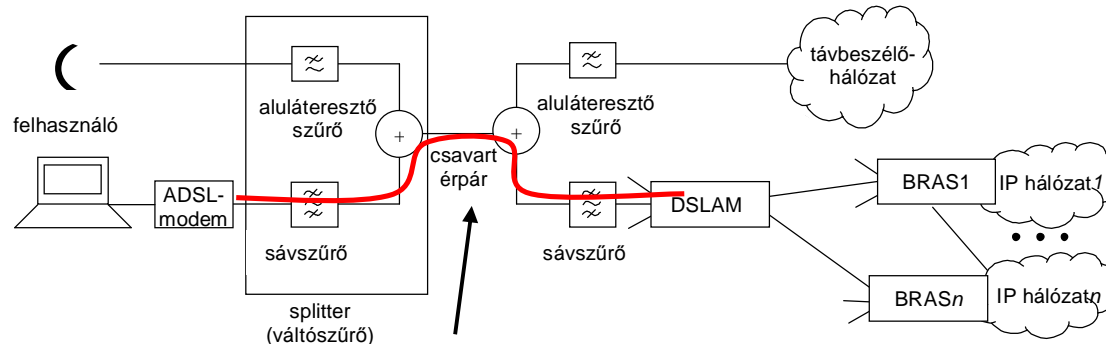 távbeszélő-
hálózat
aluláteresztő
szűrő
aluláteresztő
szűrő
felhasználó
+
+
csavart
érpár
ADSL-
modem
DSLAM
BRAS1
IP hálózat1
sávszűrő
sávszűrő
BRASn
IP hálózatn
splitter
(váltószűrő)